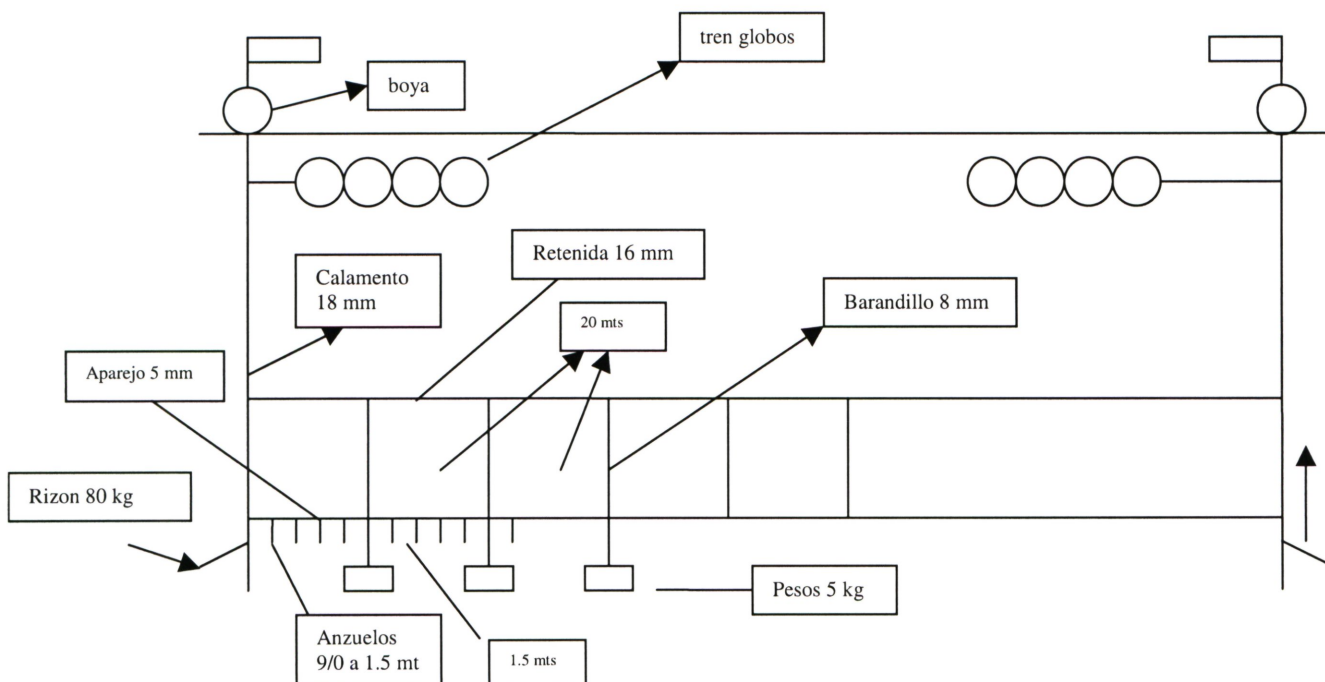 tren globos
boya
Retenida 16 mm
Calamento
18 mm
Barandillo 8 mm
20 mts
Aparejo 5 mm
Rizon 80 kg
Pesos 5 kg
Anzuelos
9/0 a 1.5 mt
1.5 mts